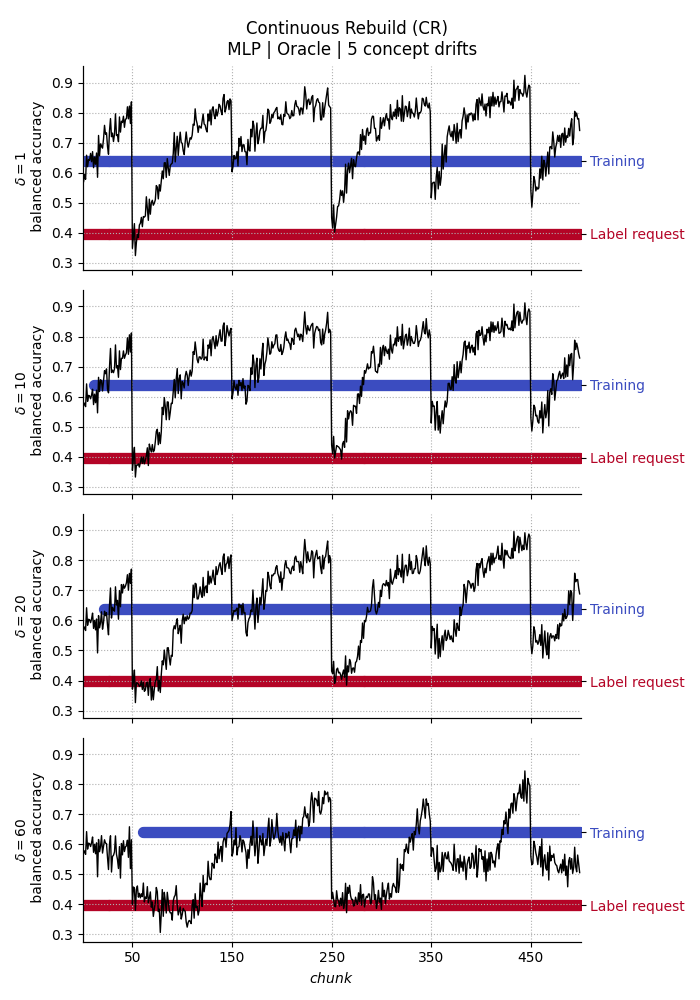 Continuous Rebuild (CR)
MLP | Oracle | 5 concept drifts
0.9
0.8
0.7
0.6
0.5
0.4
0.3
δ = 1
balanced accuracy
Training
Label request
0.9
0.8
0.7
0.6
0.5
0.4
0.3
δ = 10
balanced accuracy
Training
Label request
0.9
0.8
0.7
0.6
0.5
0.4
0.3
δ = 20
balanced accuracy
Training
Label request
0.9
0.8
0.7
0.6
0.5
0.4
0.3
δ = 60
balanced accuracy
Training
Label request
50 150 250 350 450
chunk